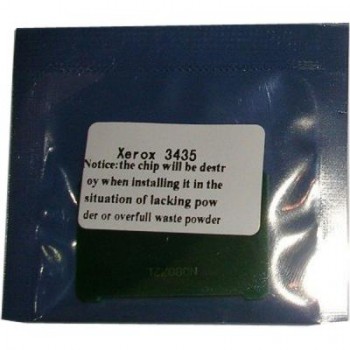 Xerox 3435
Notice:the chip will be destr
oy when installing it in the
situation of lacking pow
der or overfull waste powder